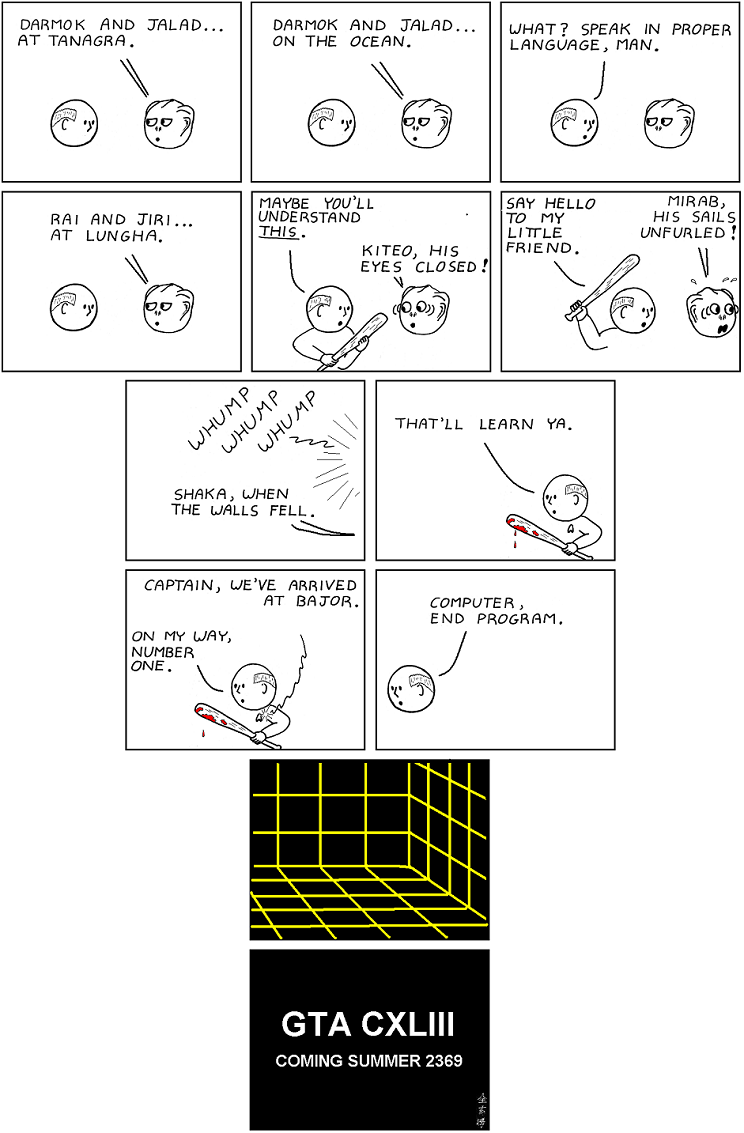 DARMOK AND JALAD...
AT TANAGRA.
DARMOK AND JALAD...
ON THE OCEAN.
WHAT? SPEAK IN PROPER
LANGUAGE, MAN.
RAI AND JIRI...
AT LUNGHA.
MAYBE YOU'LL
UNDERSTAND
THIS.
KITEO, HIS
EYES CLOSED!
SAY HELLO
TO MY
LITTLE
FRIEND.
MIRAB,
HIS SAILS
UNFURLED!
WHUMP
WHUMP
WHUMP
SHAKA, WHEN
THE WALLS FELL.
THAT'LL LEARN YA.
CAPTAIN, WE'VE ARRIVED
AT BAJOR.
ON MY WAY,
NUMBER
ONE.
COMPUTER,
END PROGRAM.
GTA CXLIII
COMING SUMMER 2369